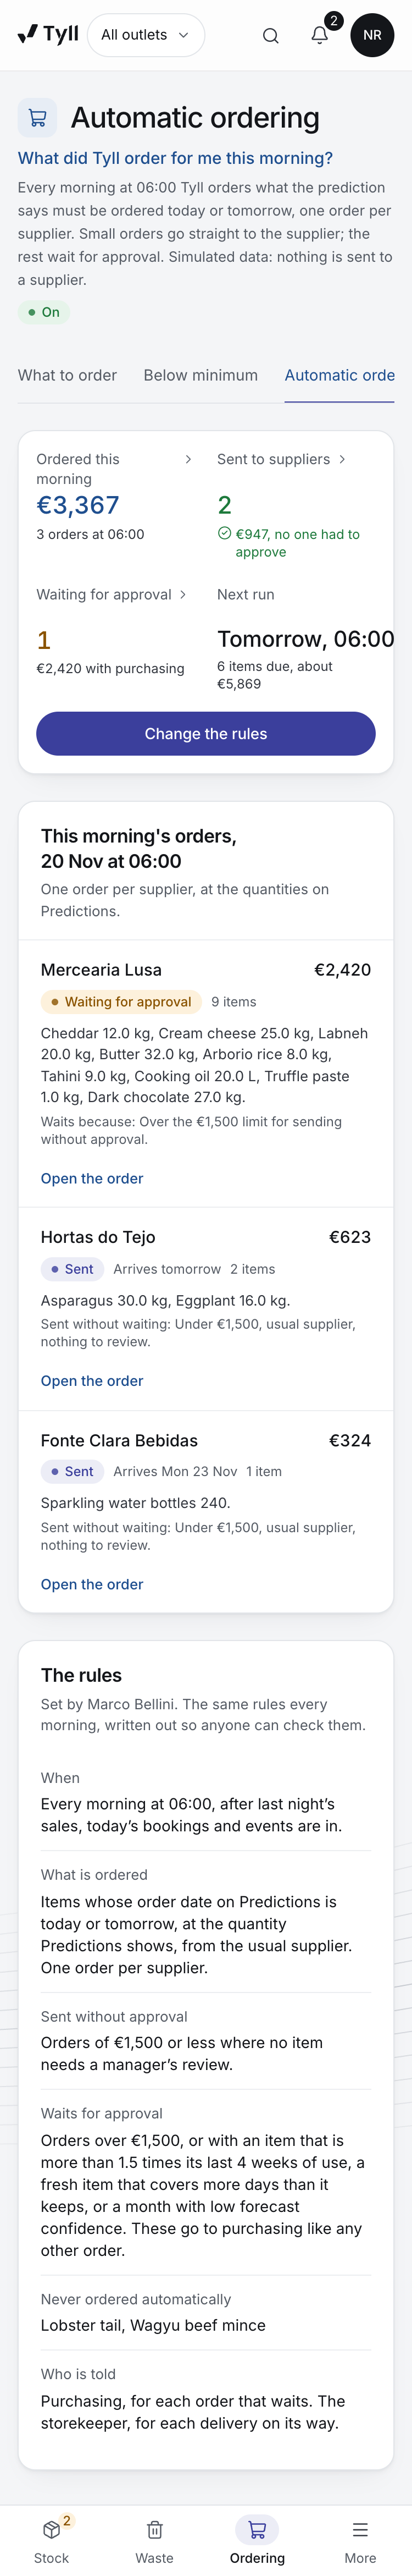 Tyll
All outlets
2
NR
Automatic ordering
What did Tyll order for me this morning?
Every morning at 06:00 Tyll orders what the prediction
says must be ordered today or tomorrow, one order per
supplier. Small orders go straight to the supplier; the
rest wait for approval. Simulated data: nothing is sent to
a supplier.
On
What to order
Below minimum
Automatic orde
Ordered this
morning
€3,367
3 orders at 06:00
Sent to suppliers
2
€947, no one had to
approve
Waiting for approval
1
€2,420 with purchasing
Next run
Tomorrow, 06:00
6 items due, about
€5,869
Change the rules
This morning's orders,
20 Nov at 06:00
One order per supplier, at the quantities on
Predictions.
Mercearia Lusa €2,420
Waiting for approval 9 items
Cheddar 12.0 kg, Cream cheese 25.0 kg, Labneh
20.0 kg, Butter 32.0 kg, Arborio rice 8.0 kg,
Tahini 9.0 kg, Cooking oil 20.0 L, Truffle paste
1.0 kg, Dark chocolate 27.0 kg.
Waits because: Over the €1,500 limit for sending
without approval.
Open the order
Hortas do Tejo €623
Sent Arrives tomorrow 2 items
Asparagus 30.0 kg, Eggplant 16.0 kg.
Sent without waiting: Under €1,500, usual supplier,
nothing to review.
Open the order
Fonte Clara Bebidas €324
Sent Arrives Mon 23 Nov 1 item
Sparkling water bottles 240.
Sent without waiting: Under €1,500, usual supplier,
nothing to review.
Open the order
The rules
Set by Marco Bellini. The same rules every
morning, written out so anyone can check them.
When
Every morning at 06:00, after last night’s
sales, today’s bookings and events are in.
What is ordered
Items whose order date on Predictions is
today or tomorrow, at the quantity
Predictions shows, from the usual supplier.
One order per supplier.
Sent without approval
Orders of €1,500 or less where no item
needs a manager’s review.
Waits for approval
Orders over €1,500, or with an item that is
more than 1.5 times its last 4 weeks of use, a
fresh item that covers more days than it
keeps, or a month with low forecast
confidence. These go to purchasing like any
other order.
Never ordered automatically
Lobster tail, Wagyu beef mince
Who is told
Purchasing, for each order that waits. The
storekeeper, for each delivery on its way.
2
Stock
Waste
Ordering
More